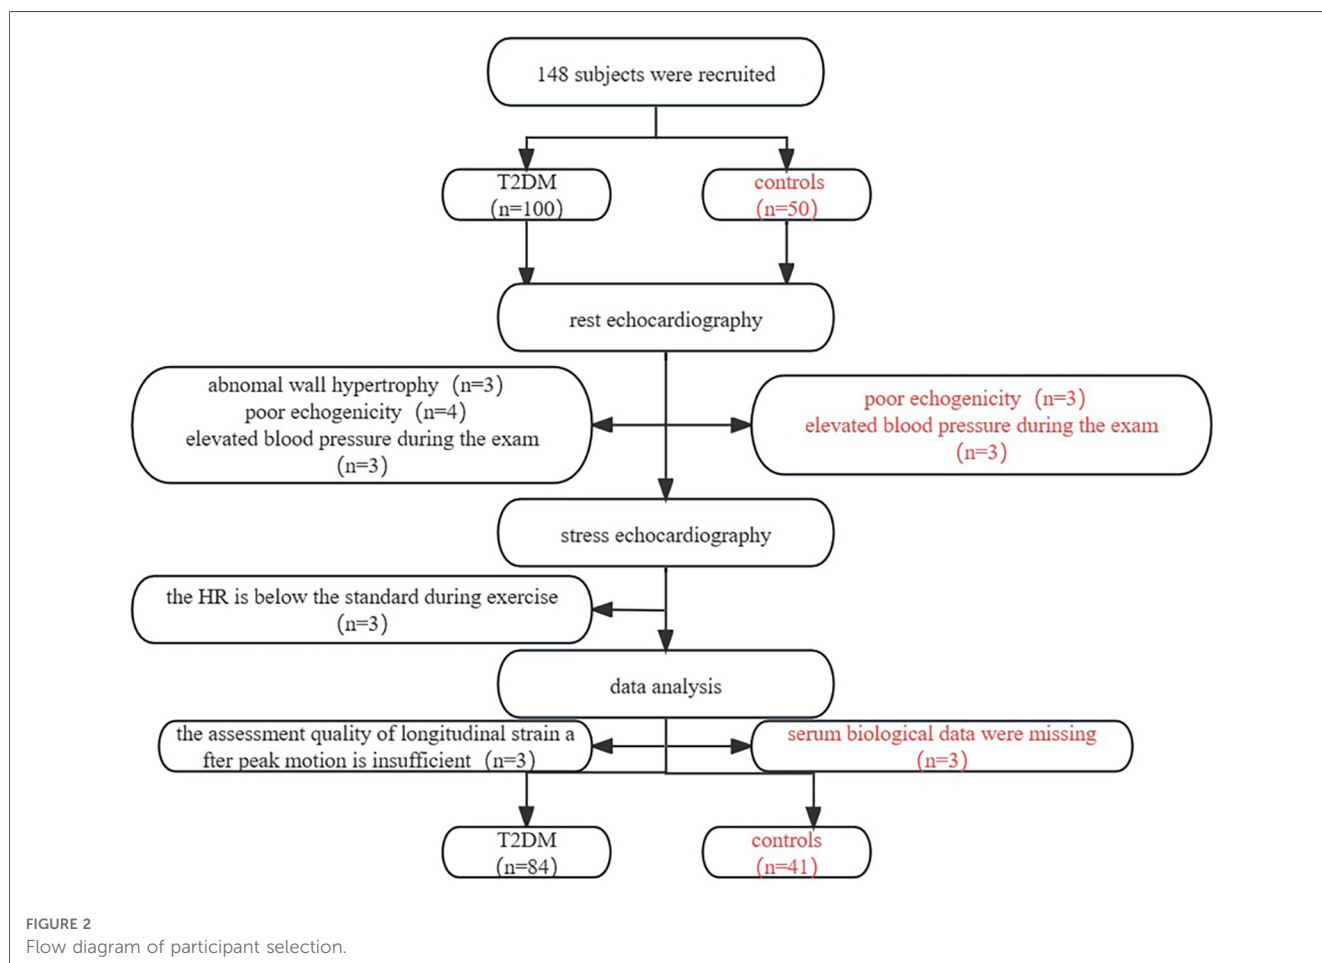 148 subjects were recruited
T2DM
(n=100)
controls
(n=50)
rest echocardiography
abnomal wall hypertrophy (n=3)
poor echogenicity (n=4)
elevated blood pressure during the exam
(n=3)
poor echogenicity (n=3)
elevated blood pressure during the exam
(n=3)
stress echocardiography
the HR is below the standard during exercise
(n=3)
data analysis
the assessment quality of longitudinal strain a
fter peak motion is insufficient (n=3)
serum biological data were missing
(n=3)
T2DM
(n=84)
controls
(n=41)
FIGURE 2
Flow diagram of participant selection.